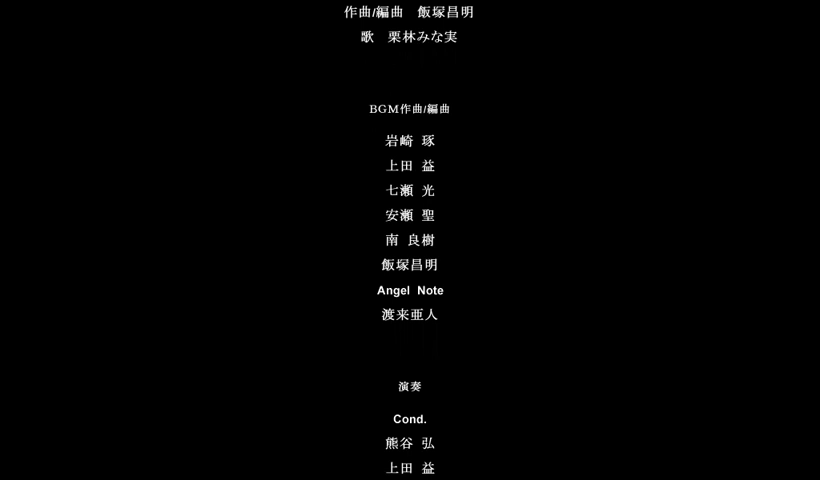 作曲/編曲　飯塚昌明
歌　栗林みな実
BGM作曲/編曲
岩崎 琢
上田 益
七瀬 光
安瀬 聖
南 良樹
飯塚昌明
Angel Note
渡来亜人
演奏
Cond.
熊谷 弘
上田 益